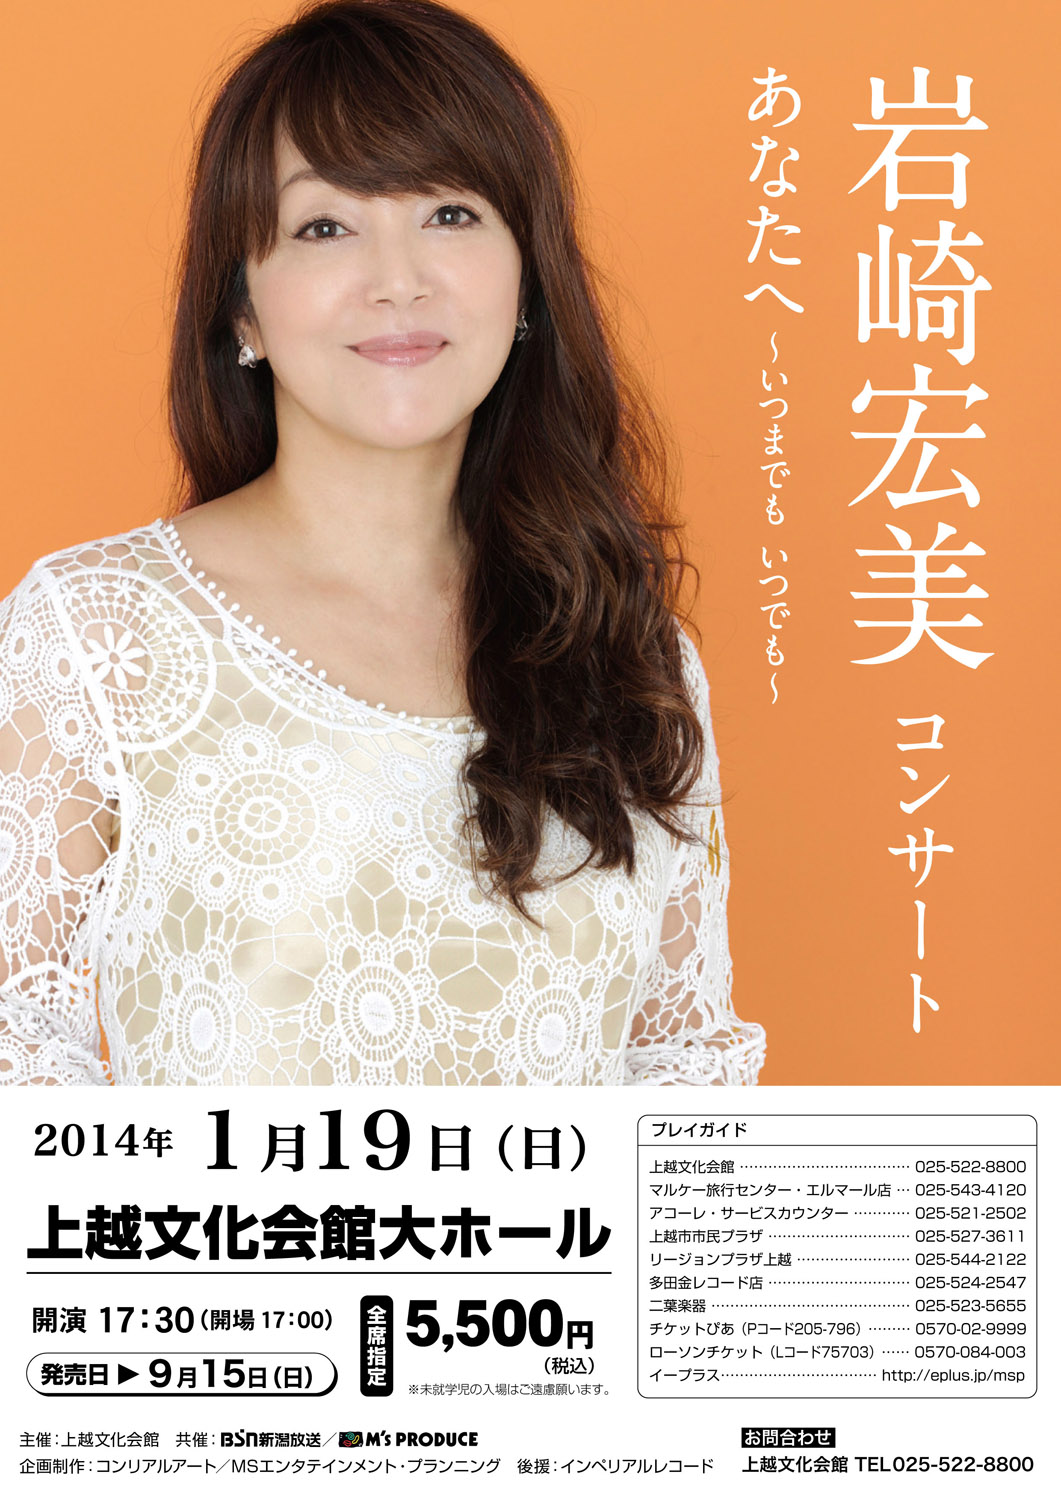 岩崎宏美 コンサート
あなたへ
～いつまでも いつでも～
2014年 1月19日（日）
上越文化会館大ホール
開演 17：30（開場 17：00）
発売日▶9月15日（日）
全席指定
5,500円
（税込）
※未就学児の入場はご遠慮願います。
プレイガイド
上越文化会館 ………………………………… 025-522-8800
マルケー旅行センター・エルマール店 … 025-543-4120
アコーレ・サービスカウンター ………… 025-521-2502
上越市市民プラザ …………………………… 025-527-3611
リージョンプラザ上越 ……………………… 025-544-2122
多田金レコード店 …………………………… 025-524-2547
二葉楽器 ……………………………………… 025-523-5655
チケットぴあ（Pコード205-796）……… 0570-02-9999
ローソンチケット（Lコード75703）…… 0570-084-003
イープラス…………………………… http://eplus.jp/msp
主催：上越文化会館　共催：BSN新潟放送／M's PRODUCE
企画制作：コンリアルアート／MSエンタテインメント・プランニング　後援：インペリアルレコード
お問合わせ
上越文化会館 TEL025-522-8800